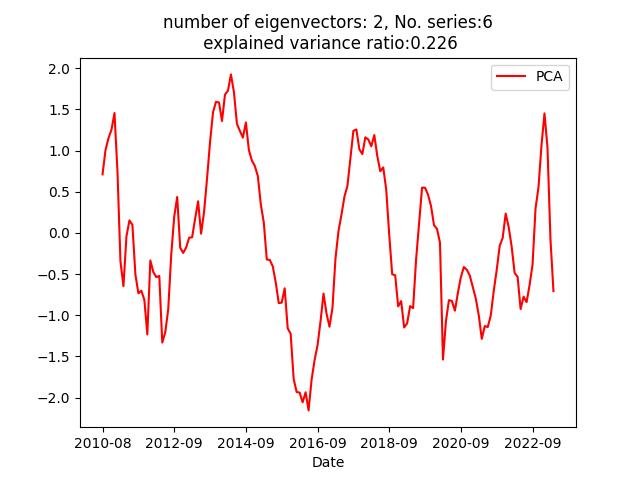 number of eigenvectors: 2, No. series:6
explained variance ratio:0.226
PCA
2.0
1.5
1.0
0.5
0.0
−0.5
−1.0
−1.5
−2.0
2010-08 2012-09 2014-09 2016-09 2018-09 2020-09 2022-09
Date